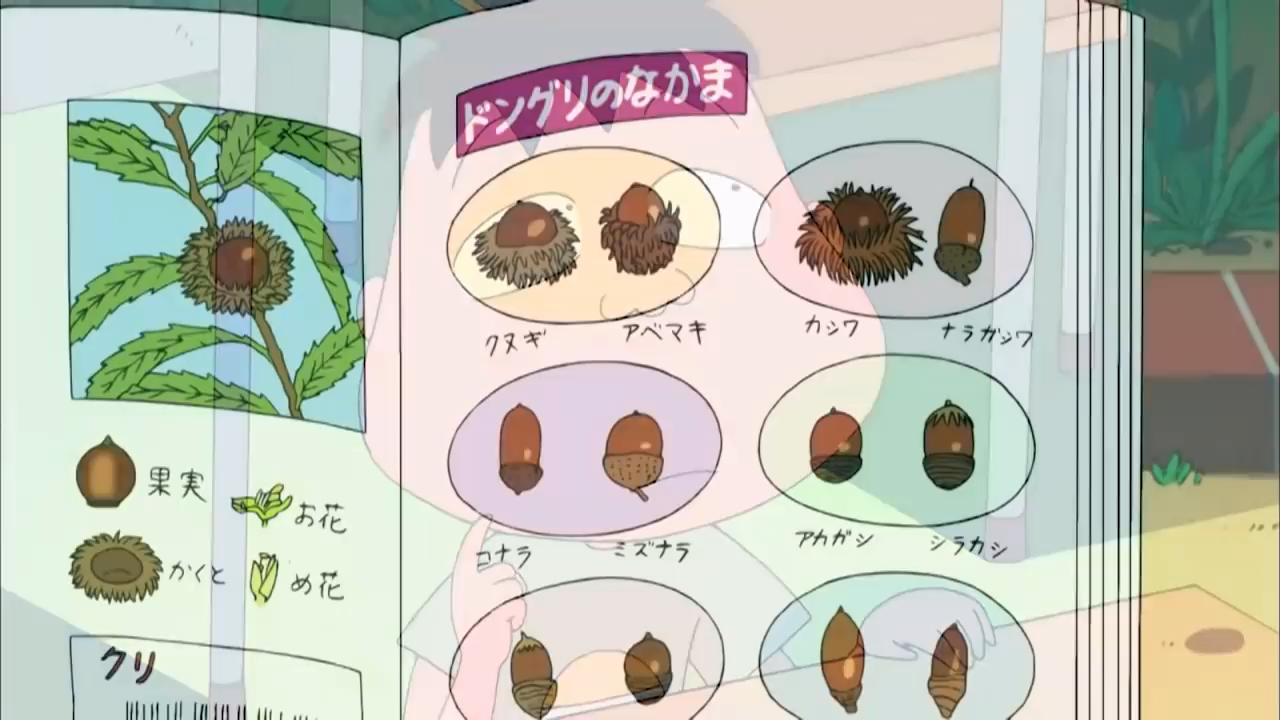 ドングリのなかま
クヌギ
アベマキ
カシワ
ナラガシワ
コナラ
ミズナラ
アカガシ
シラカシ
果実
お花
かくと
め花
クリ